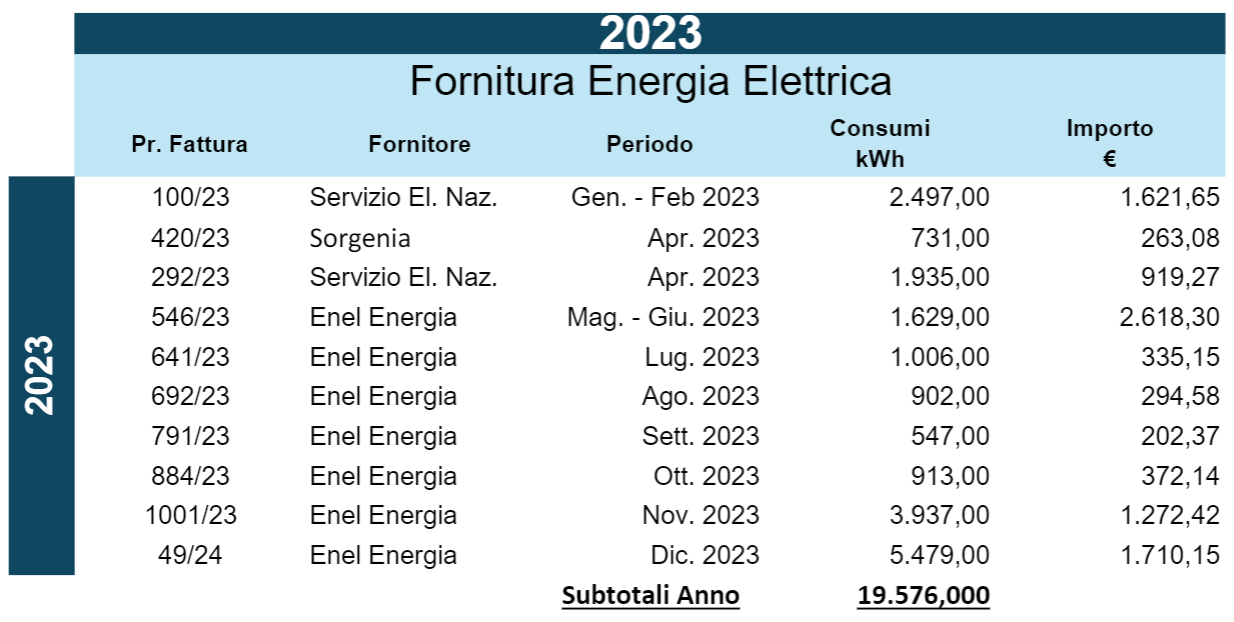 2023
Fornitura Energia Elettrica
Pr. Fattura Fornitore Periodo Consumi kWh Importo €
2023
100/23 Servizio El. Naz. Gen. - Feb 2023 2.497,00 1.621,65
420/23 Sorgenia Apr. 2023 731,00 263,08
292/23 Servizio El. Naz. Apr. 2023 1.935,00 919,27
546/23 Enel Energia Mag. - Giu. 2023 1.629,00 2.618,30
641/23 Enel Energia Lug. 2023 1.006,00 335,15
692/23 Enel Energia Ago. 2023 902,00 294,58
791/23 Enel Energia Sett. 2023 547,00 202,37
884/23 Enel Energia Ott. 2023 913,00 372,14
1001/23 Enel Energia Nov. 2023 3.937,00 1.272,42
49/24 Enel Energia Dic. 2023 5.479,00 1.710,15
Subtotali Anno 19.576,000